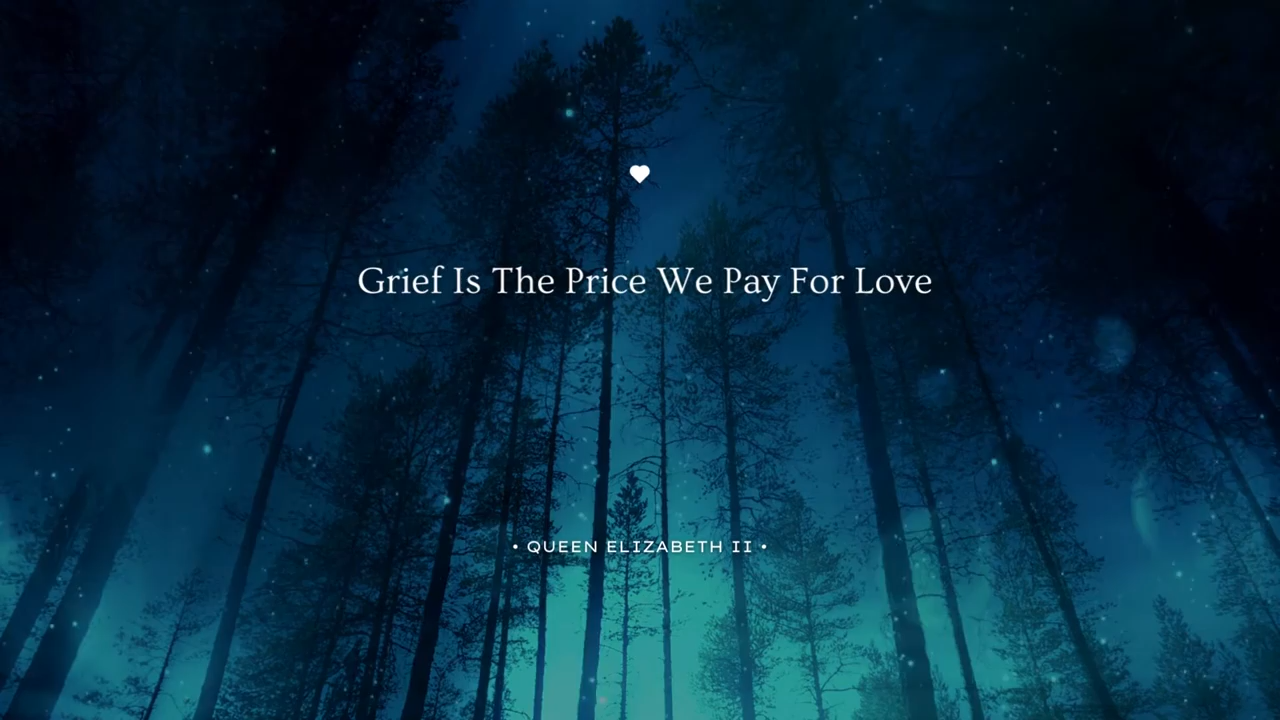 Grief Is The Price We Pay For Love
• QUEEN ELIZABETH II •